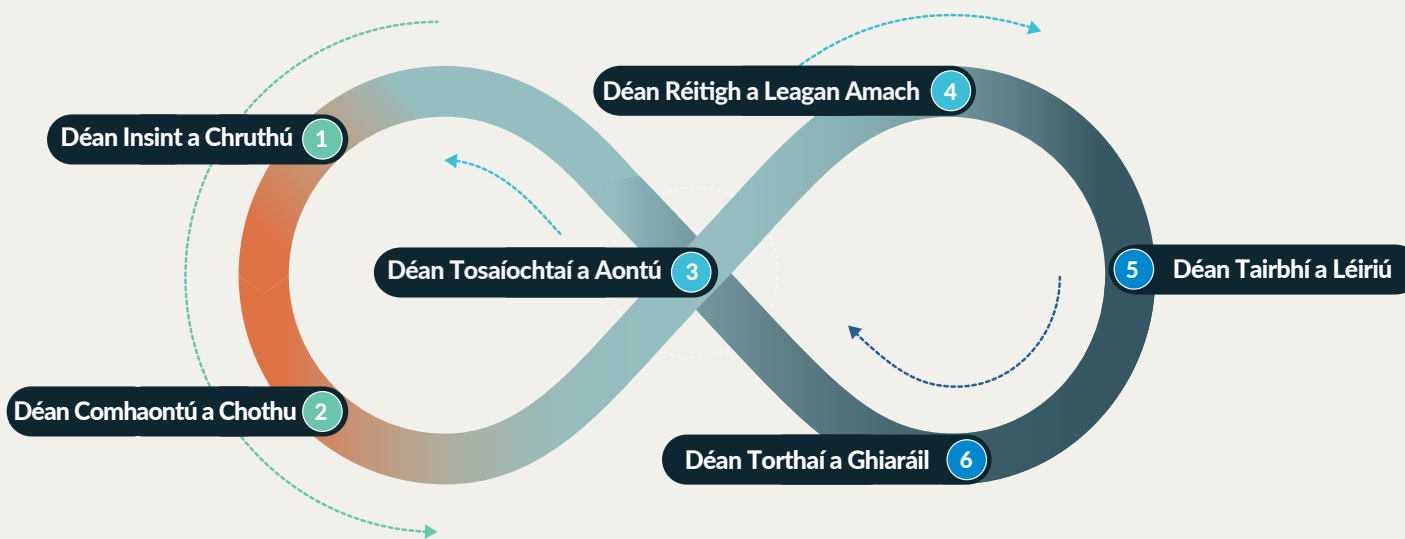 Déan Insint a Chruthú 1
Déan Comhaontú a Chothu 2
Déan Tosaíochtaí a Aontú 3
Déan Réitigh a Leagan Amach 4
5 Déan Tairbhí a Léiriú
Déan Torthaí a Ghiaráil 6